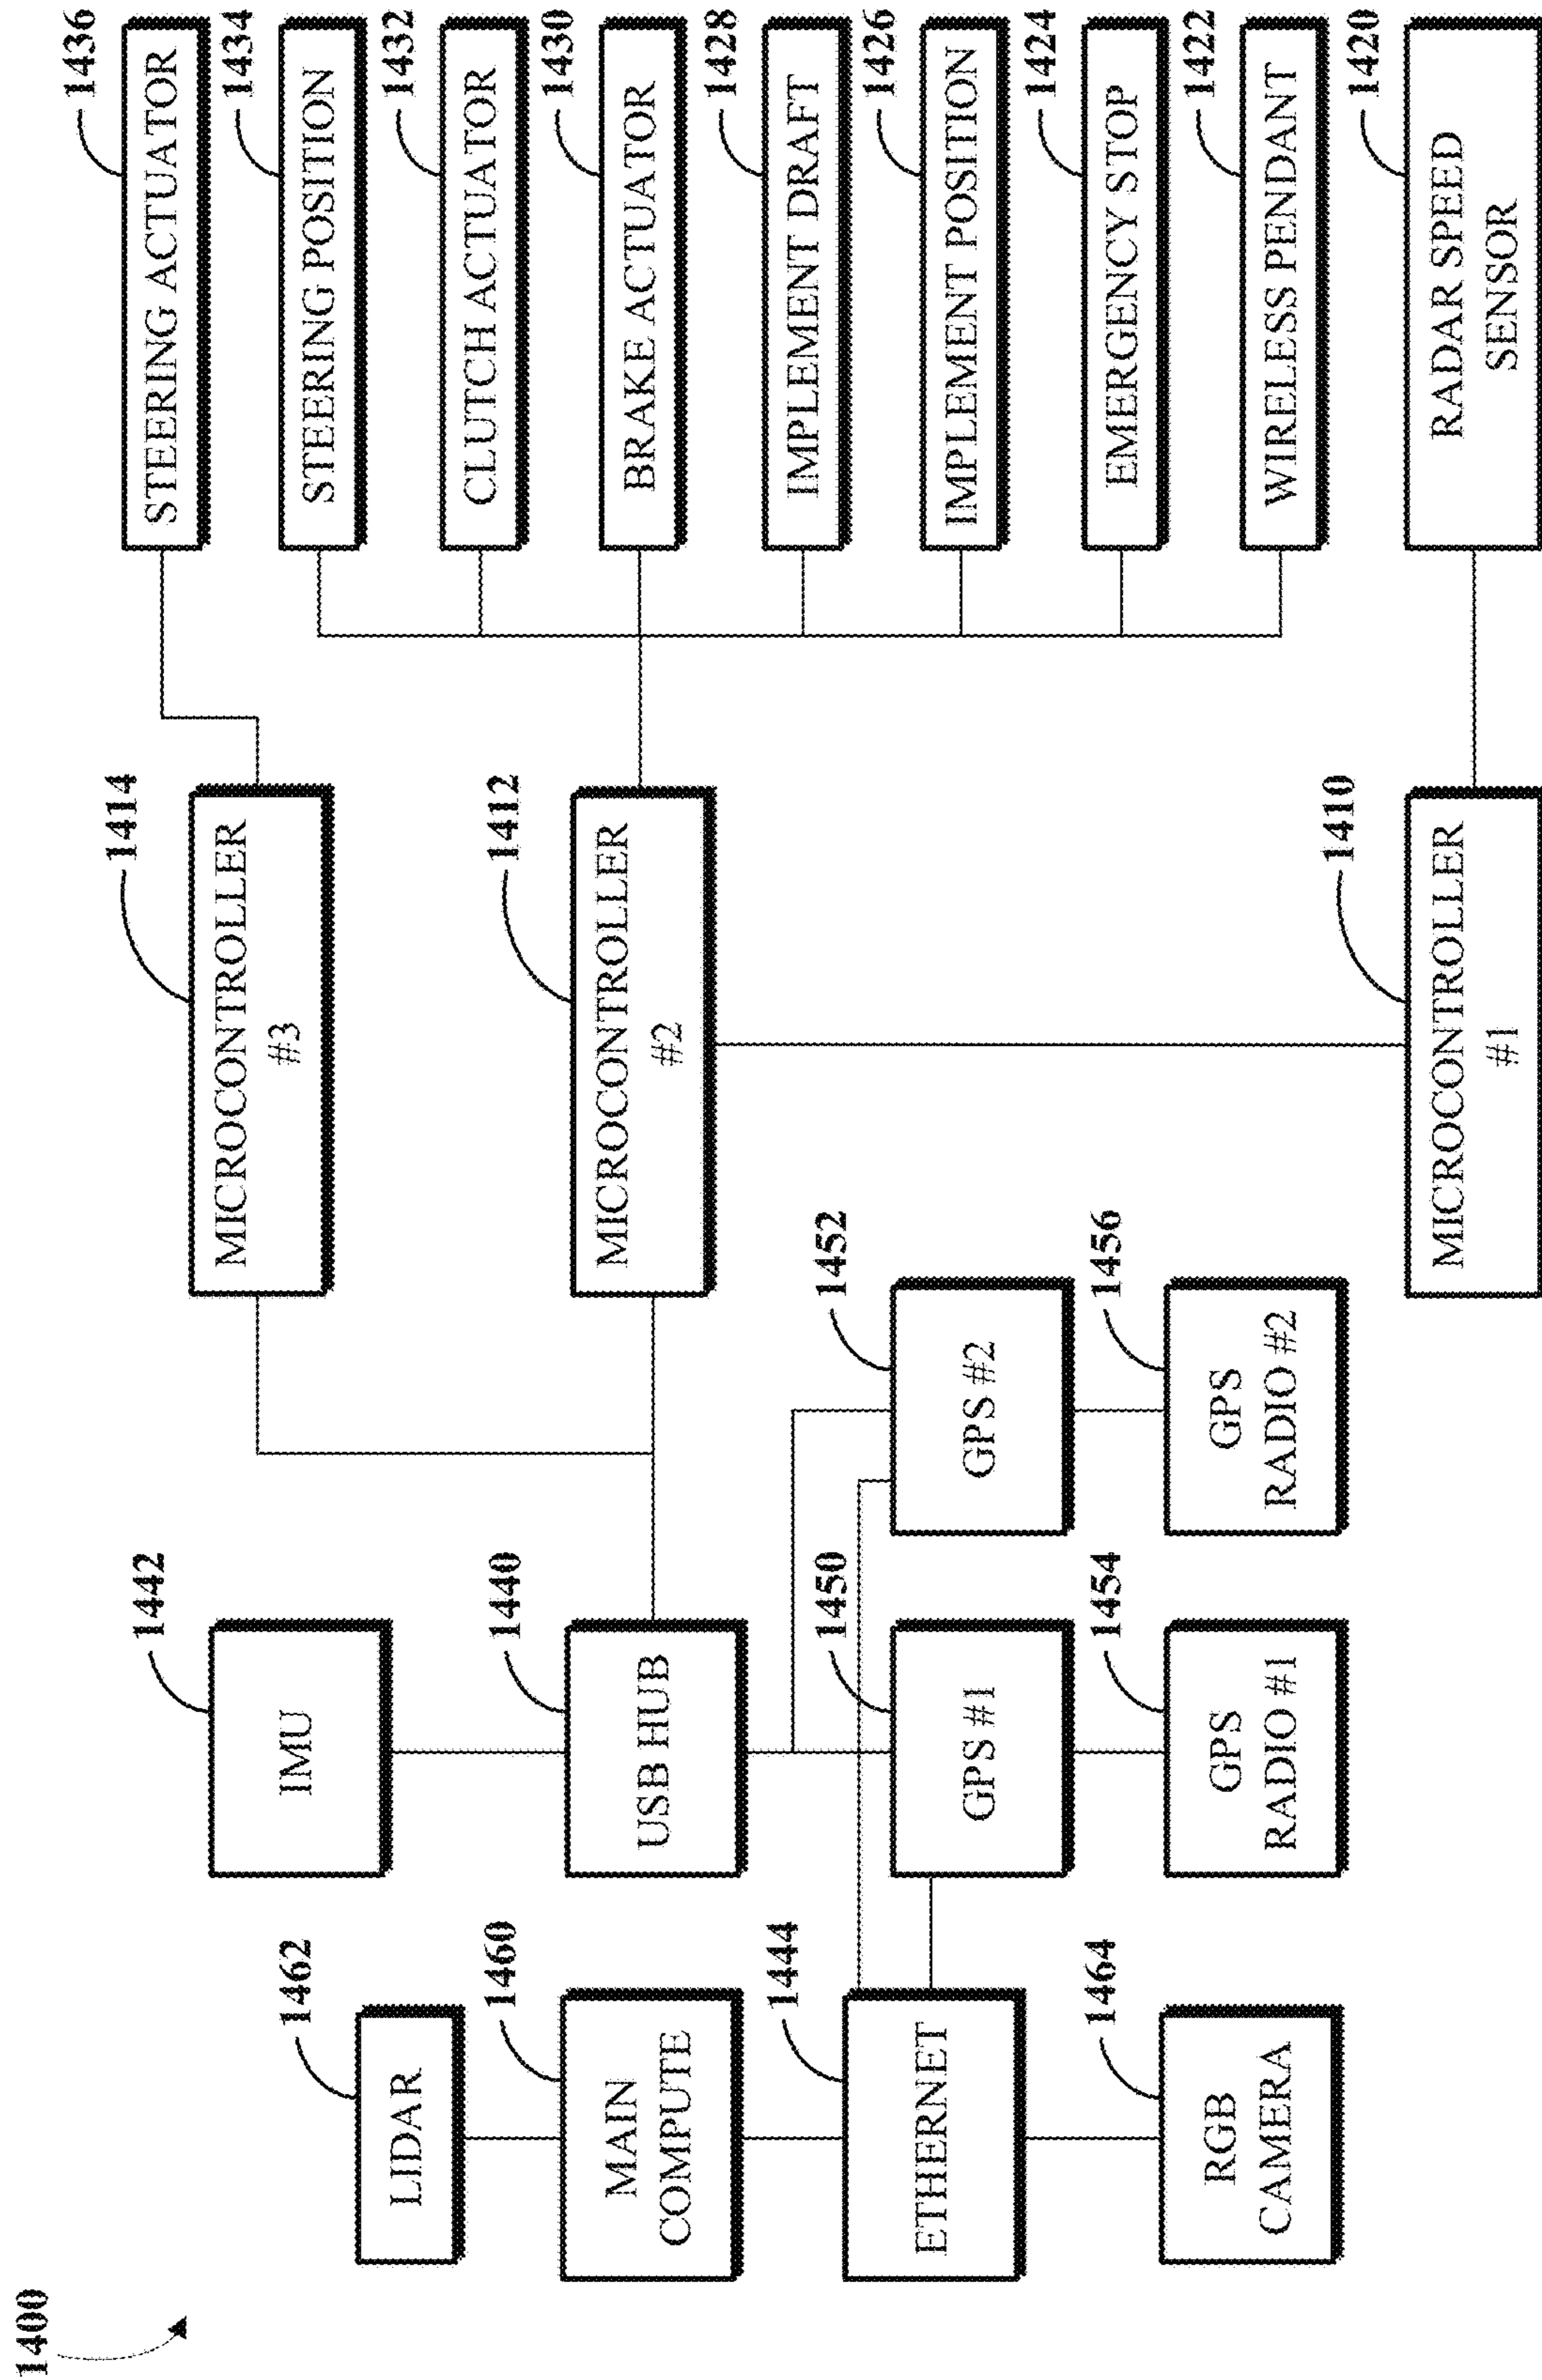 1400
LIDAR
1462
MAIN
COMPUTE
1460
ETHERNET
1444
RGB
CAMERA
1464
IMU
1442
USB HUB
1440
GPS #1
1450
GPS
RADIO #1
1454
GPS #2
1452
GPS
RADIO #2
1456
MICROCONTROLLER
#3
1414
MICROCONTROLLER
#2
1412
MICROCONTROLLER
#1
1410
STEERING ACTUATOR
1436
STEERING POSITION
1434
CLUTCH ACTUATOR
1432
BRAKE ACTUATOR
1430
IMPLEMENT DRAFT
1428
IMPLEMENT POSITION
1426
EMERGENCY STOP
1424
WIRELESS PENDANT
1422
RADAR SPEED
SENSOR
1420